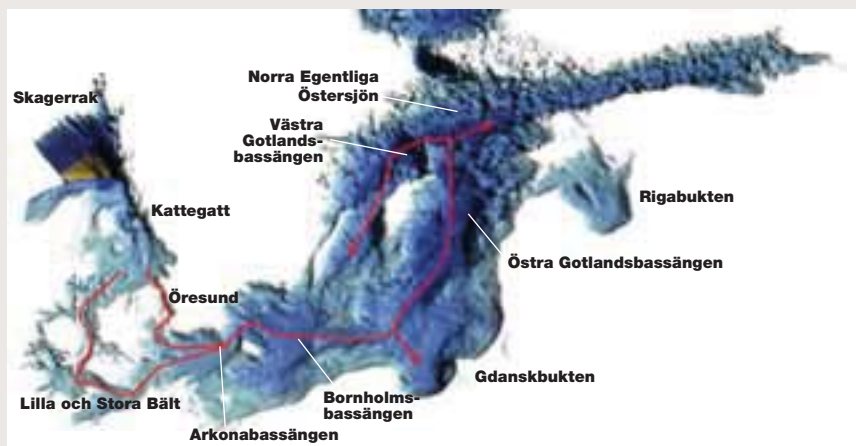 Norra Egentliga
Östersjön
Skagerrak
Västra
Gotlands-
bassängen
Kattegatt
Rigabukten
Östra Gotlandsbassängen
Öresund
Gdanskbukten
Lilla och Stora Bält
Bornholms-
bassängen
Arkonabassängen